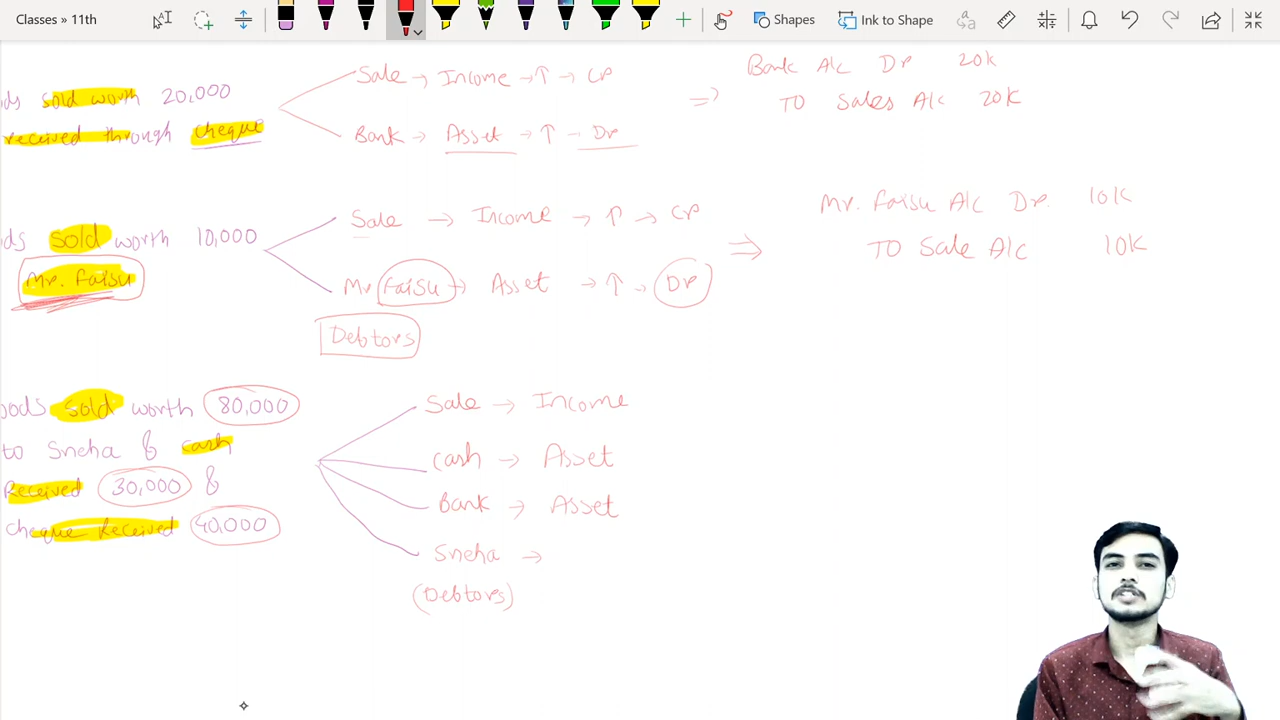 Classes » 11th
Shapes
Ink to Shape
ds sold worth 20,000
received through cheque
Sale → Income → ↑ → Cr
Bank → Asset → ↑ → Dr
⇒
Bank A/c Dr 20k
TO Sales A/c 20k
ds sold worth 10,000
Mr. Faisu
Sale → Income → ↑ → Cr
Mr Faisu → Asset → ↑ → Dr
Debtors
⇒
Mr. Faisu A/c Dr. 10k
TO Sale A/c 10k
oods sold worth 80,000
to Sneha & cash
Received 30,000 &
cheque Received 40,000
Sale → Income
cash → Asset
Bank → Asset
Sneha →
(Debtors)